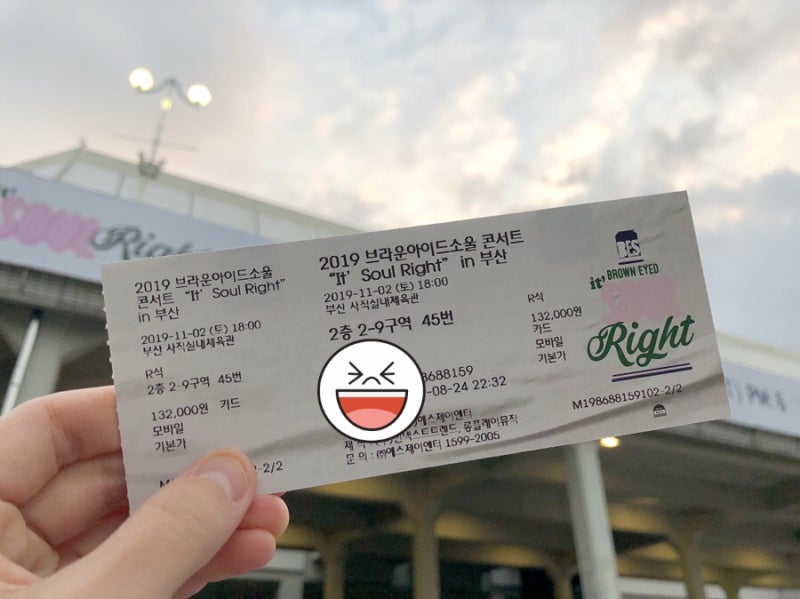 it'
SOUL
Right
2019 브라운아이드소울
콘서트 "It' Soul Right"
in 부산
2019-11-02 (토) 18:00
부산 사직실내체육관
R석
2층 2-9구역 45번
132,000원 카드
모바일
기본가
-2/2
2019 브라운아이드소울 콘서트
"It' Soul Right" in 부산
2019-11-02 (토) 18:00
부산 사직실내체육관
2층 2-9구역 45번
8688159
-08-24 22:32
에스제이엔터
넥스트트렌드, 롱플레이뮤직
문 의 : ㈜에스제이엔터 1599-2005
R석
132,000원
카드
모바일
기본가
BES
it' BROWN EYED
SOUL
Right
M198688159102-2/2
PM 6